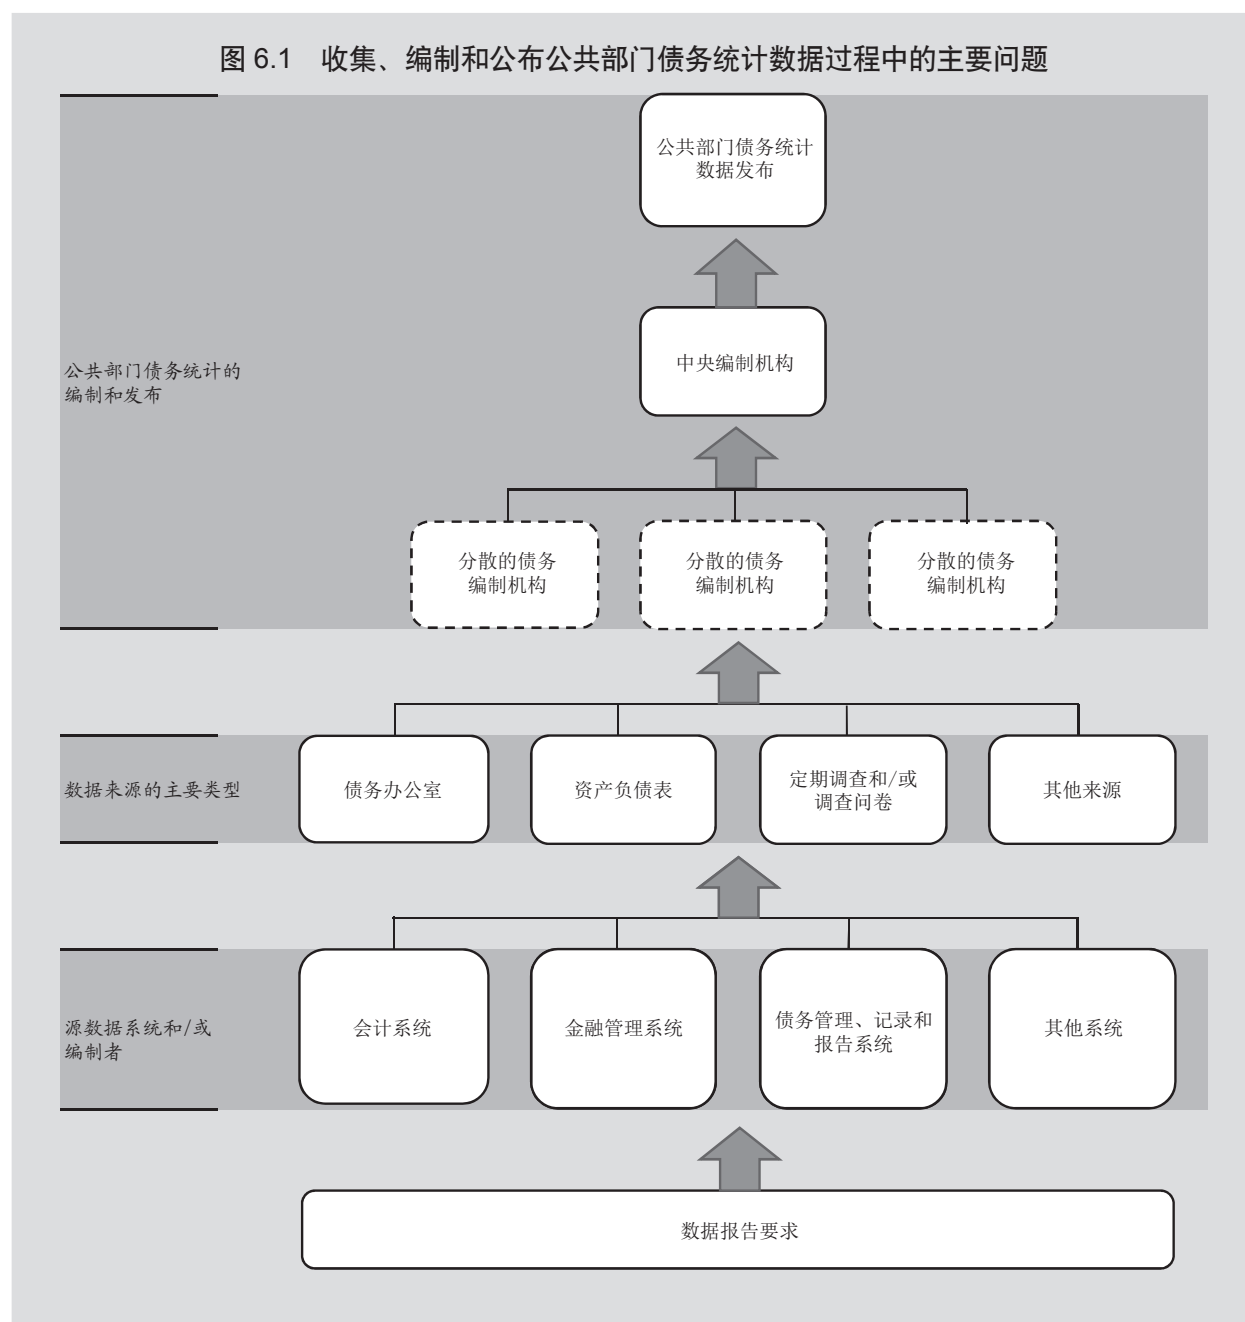 图 6.1 收集、编制和公布公共部门债务统计数据过程中的主要问题
公共部门债务统计
数据发布
中央编制机构
公共部门债务统计的
编制和发布
分散的债务
编制机构
分散的债务
编制机构
分散的债务
编制机构
数据来源的主要类型
债务办公室
资产负债表
定期调查和/或
调查问卷
其他来源
源数据系统和/或
编制者
会计系统
金融管理系统
债务管理、记录和
报告系统
其他系统
数据报告要求